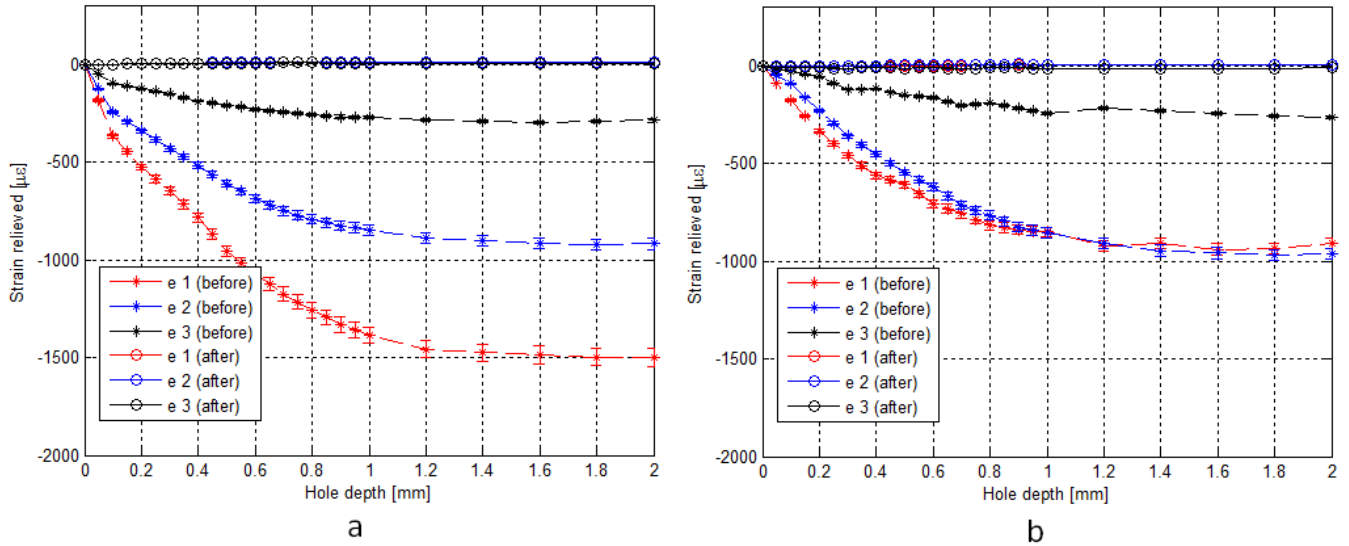 0
-500
-1000
-1500
-2000
Strain relieved [με]
e 1 (before)
e 2 (before)
e 3 (before)
e 1 (after)
e 2 (after)
e 3 (after)
0 0.2 0.4 0.6 0.8 1 1.2 1.4 1.6 1.8 2
Hole depth [mm]
a
0
-500
-1000
-1500
-2000
Strain relieved [με]
e 1 (before)
e 2 (before)
e 3 (before)
e 1 (after)
e 2 (after)
e 3 (after)
0 0.2 0.4 0.6 0.8 1 1.2 1.4 1.6 1.8 2
Hole depth [mm]
b